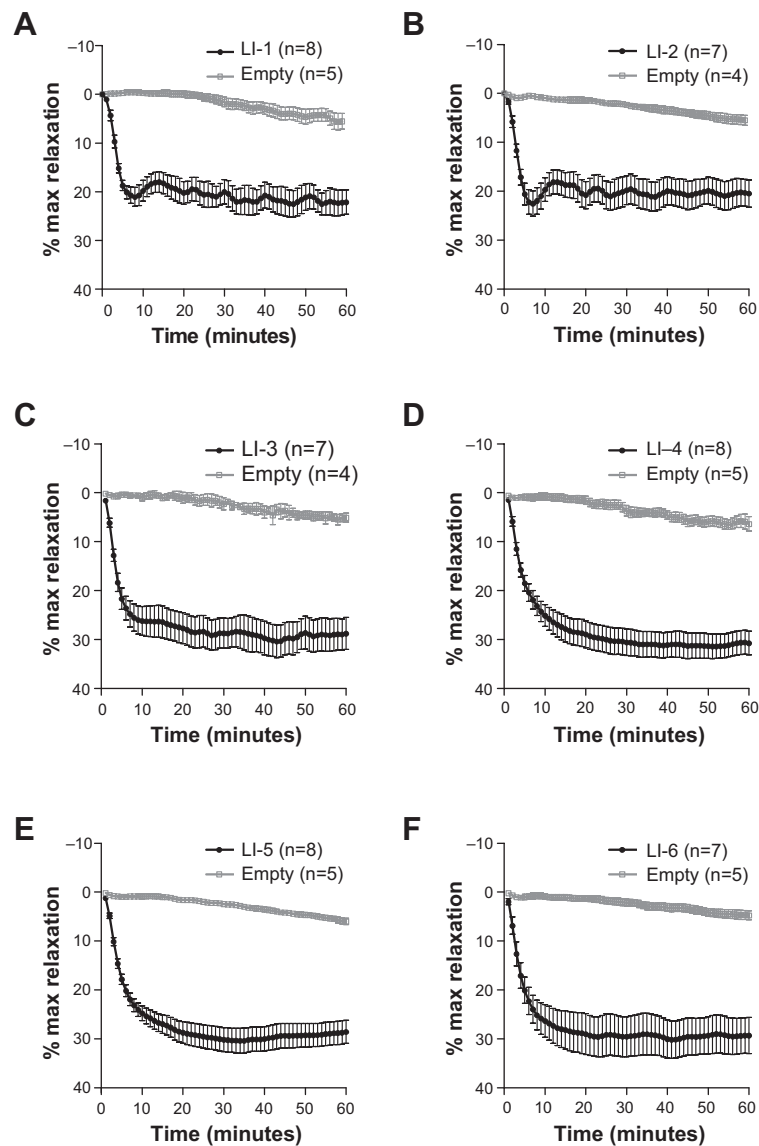 A
LI-1 (n=8)
Empty (n=5)
% max relaxation
–10
0
10
20
30
40
0 10 20 30 40 50 60
Time (minutes)
B
LI-2 (n=7)
Empty (n=4)
% max relaxation
–10
0
10
20
30
40
0 10 20 30 40 50 60
Time (minutes)
C
LI-3 (n=7)
Empty (n=4)
% max relaxation
–10
0
10
20
30
40
0 10 20 30 40 50 60
Time (minutes)
D
LI–4 (n=8)
Empty (n=5)
% max relaxation
–10
0
10
20
30
40
0 10 20 30 40 50 60
Time (minutes)
E
LI-5 (n=8)
Empty (n=5)
% max relaxation
–10
0
10
20
30
40
0 10 20 30 40 50 60
Time (minutes)
F
LI-6 (n=7)
Empty (n=5)
% max relaxation
–10
0
10
20
30
40
0 10 20 30 40 50 60
Time (minutes)